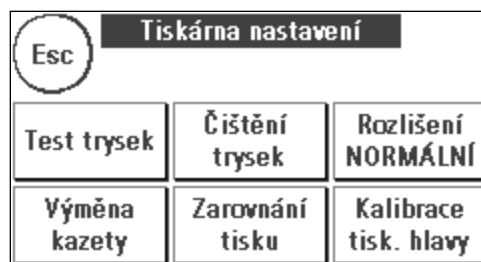 Tiskárna nastavení
Esc
Test trysek
Čištění
trysek
Rozlišení
NORMÁLNÍ
Výměna
kazety
Zarovnání
tisku
Kalibrace
tisk. hlavy